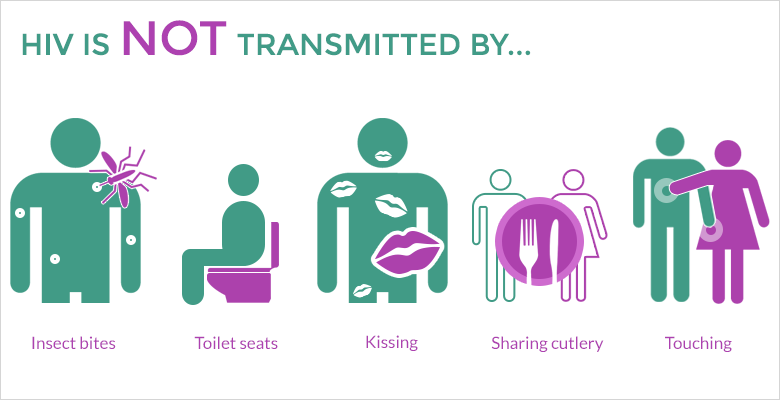 HIV IS NOT TRANSMITTED BY...
Insect bites
Toilet seats
Kissing
Sharing cutlery
Touching